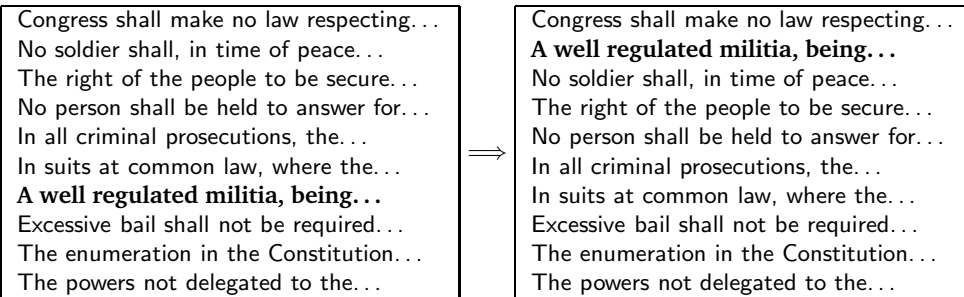 Congress shall make no law respecting...
No soldier shall, in time of peace...
The right of the people to be secure...
No person shall be held to answer for...
In all criminal prosecutions, the...
In suits at common law, where the...
A well regulated militia, being...
Excessive bail shall not be required...
The enumeration in the Constitution...
The powers not delegated to the...
⟹
Congress shall make no law respecting...
A well regulated militia, being...
No soldier shall, in time of peace...
The right of the people to be secure...
No person shall be held to answer for...
In all criminal prosecutions, the...
In suits at common law, where the...
Excessive bail shall not be required...
The enumeration in the Constitution...
The powers not delegated to the...